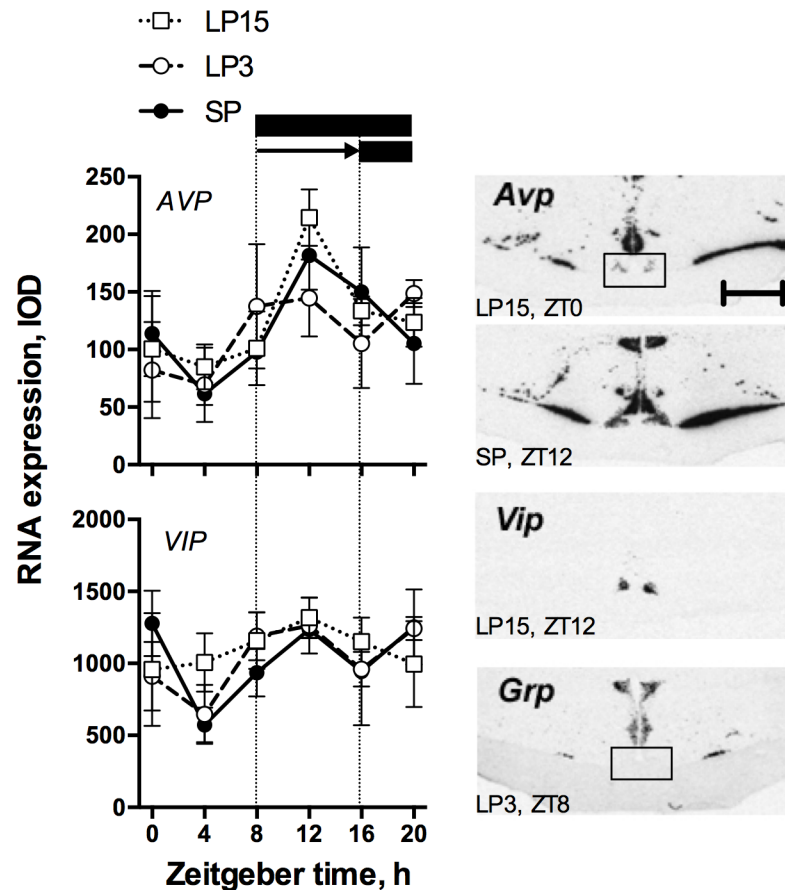 LP15
LP3
SP
RNA expression, IOD
250
200
150
100
50
0
AVP
2000
1500
1000
500
0
VIP
0 4 8 12 16 20
Zeitgeber time, h
Avp
LP15, ZT0
SP, ZT12
Vip
LP15, ZT12
Grp
LP3, ZT8